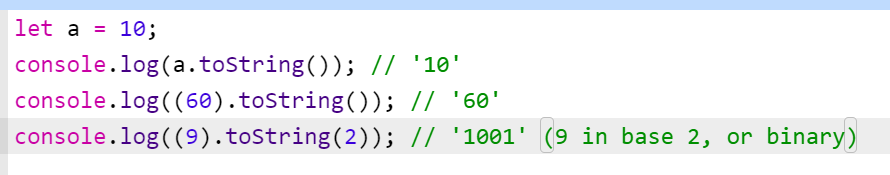 let a = 10;
console.log(a.toString()); // '10'
console.log((60).toString()); // '60'
console.log((9).toString(2)); // '1001' (9 in base 2, or binary)